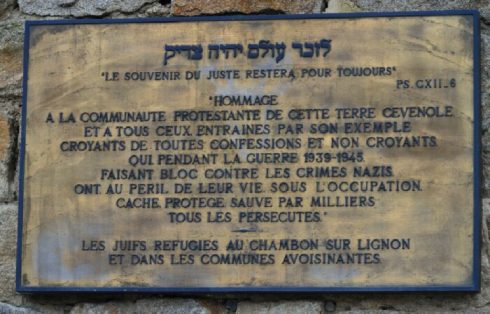 לזכר עולם יהיה צדיק
"LE SOUVENIR DU JUSTE RESTERA POUR TOUJOURS"
PS. CXII_6
"HOMMAGE
A LA COMMUNAUTE PROTESTANTE DE CETTE TERRE CEVENOLE
ET A TOUS CEUX ENTRAINES PAR SON EXEMPLE
CROYANTS DE TOUTES CONFESSIONS ET NON CROYANTS
QUI PENDANT LA GUERRE 1939-1945
FAISANT BLOC CONTRE LES CRIMES NAZIS
ONT AU PERIL DE LEUR VIE SOUS L'OCCUPATION
CACHE PROTEGE SAUVE PAR MILLIERS
TOUS LES PERSECUTES."
LES JUIFS REFUGIES AU CHAMBON SUR LIGNON
ET DANS LES COMMUNES AVOISINANTES